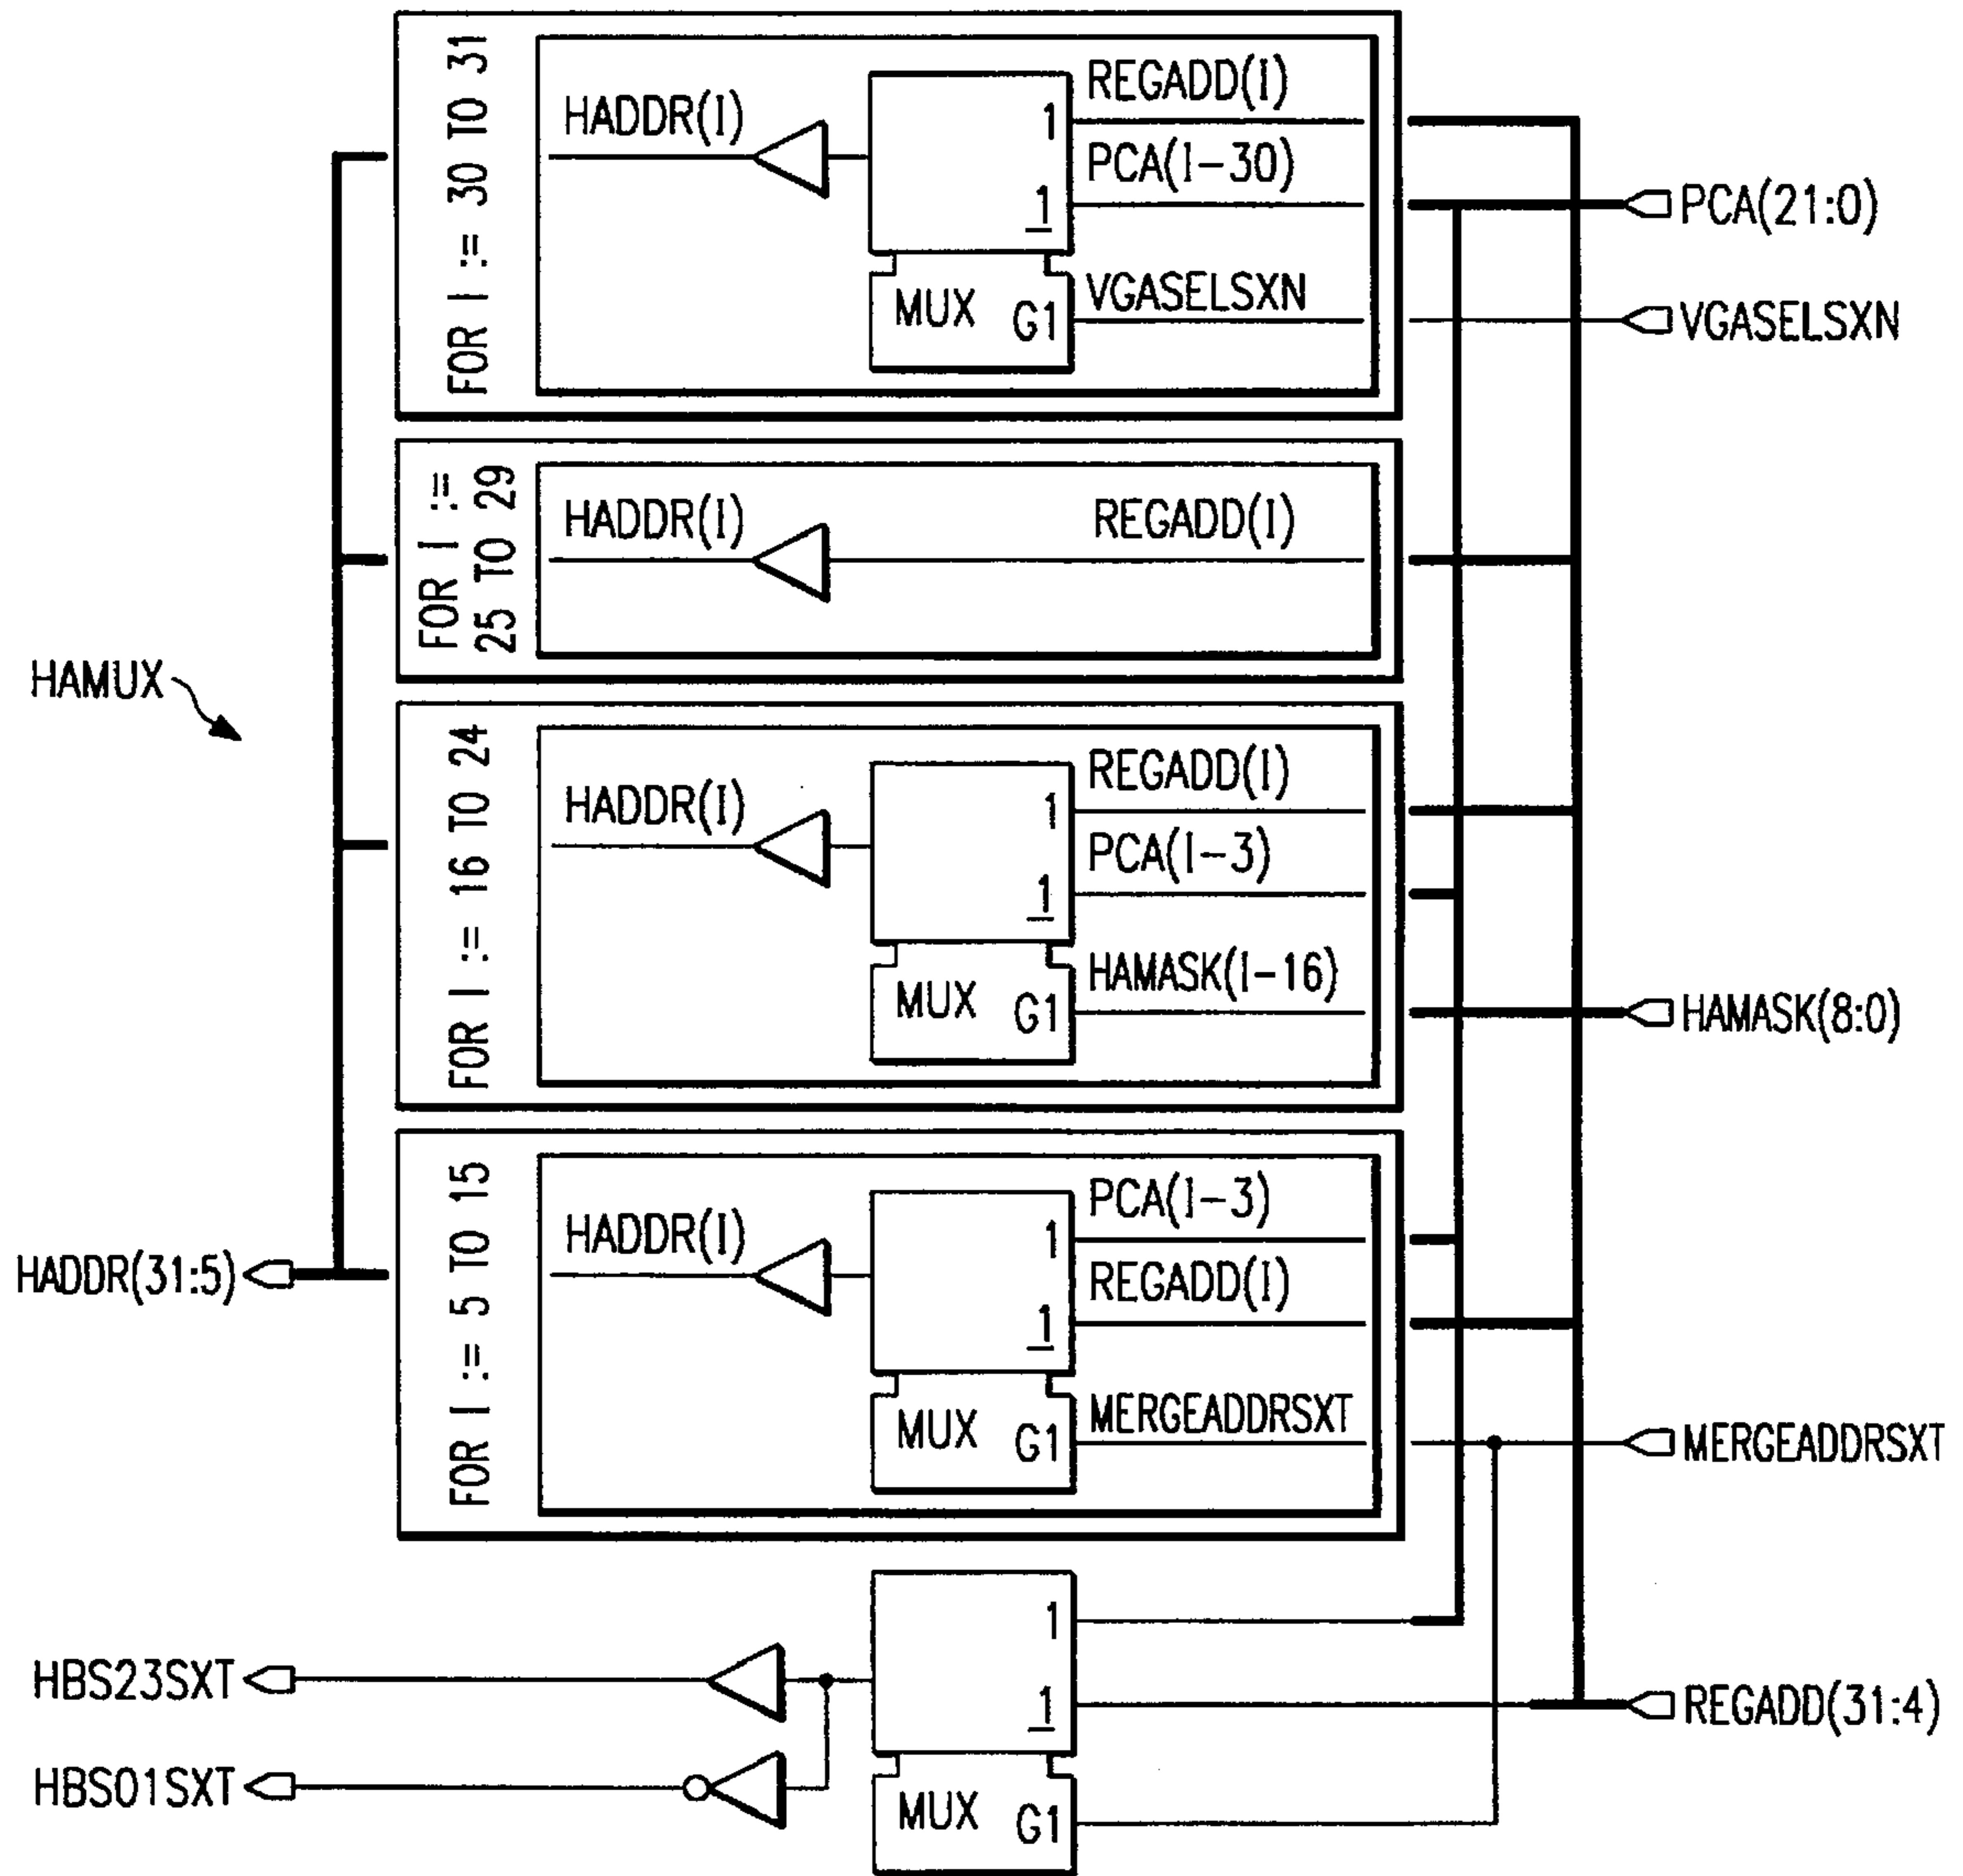 FOR I := 30 TO 31
HADDR(I)
1
REGADD(I)
PCA(I-30)
1
MUX
G1
VGASELSXN
PCA(21:0)
VGASELSXN
FOR I :=
25 TO 29
HADDR(I)
REGADD(I)
HAMUX
FOR I := 16 TO 24
HADDR(I)
1
REGADD(I)
PCA(I-3)
1
MUX
G1
HAMASK(I-16)
HAMASK(8:0)
FOR I := 5 TO 15
HADDR(I)
1
PCA(I-3)
REGADD(I)
1
MUX
G1
MERGEADDRSXT
HADDR(31:5)
MERGEADDRSXT
1
1
MUX
G1
HBS23SXT
HBS01SXT
REGADD(31:4)